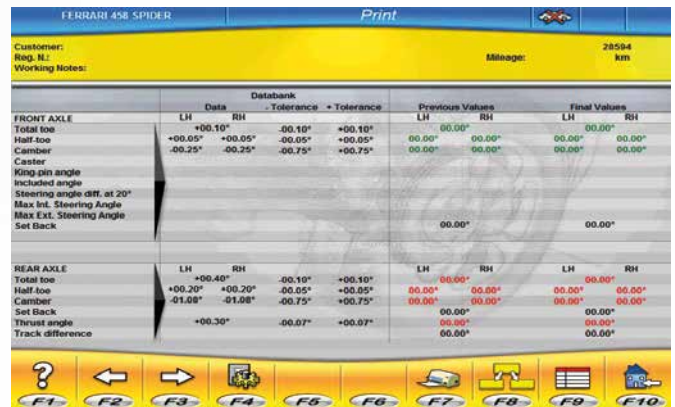 FERRARI 458 SPIDER Print
Customer: 28594
Reg. N.: Mileage: km
Working Notes:
Databank
Data - Tolerance + Tolerance Previous Values Final Values
FRONT AXLE LH RH LH RH LH RH
Total toe +00.10° -00.10° +00.10° 00.00° 00.00°
Half-toe +00.05° +00.05° -00.05° +00.05° 00.00° 00.00° 00.00° 00.00°
Camber -00.25° -00.25° -00.75° +00.75° 00.00° 00.00° 00.00° 00.00°
Caster
King-pin angle
Included angle
Steering angle diff. at 20°
Max Int. Steering Angle
Max Ext. Steering Angle
Set Back 00.00° 00.00°
REAR AXLE LH RH LH RH LH RH
Total toe +00.40° -00.10° +00.10° 00.00° 00.00°
Half-toe +00.20° +00.20° -00.05° +00.05° 00.00° 00.00° 00.00° 00.00°
Camber -01.08° -01.08° -00.75° +00.75° 00.00° 00.00° 00.00° 00.00°
Set Back 00.00° 00.00°
Thrust angle +00.30° -00.07° +00.07° 00.00° 00.00°
Track difference 00.00° 00.00°
?
F1 F2 F3 F4 F5 F6 F7 F8 F9 F10